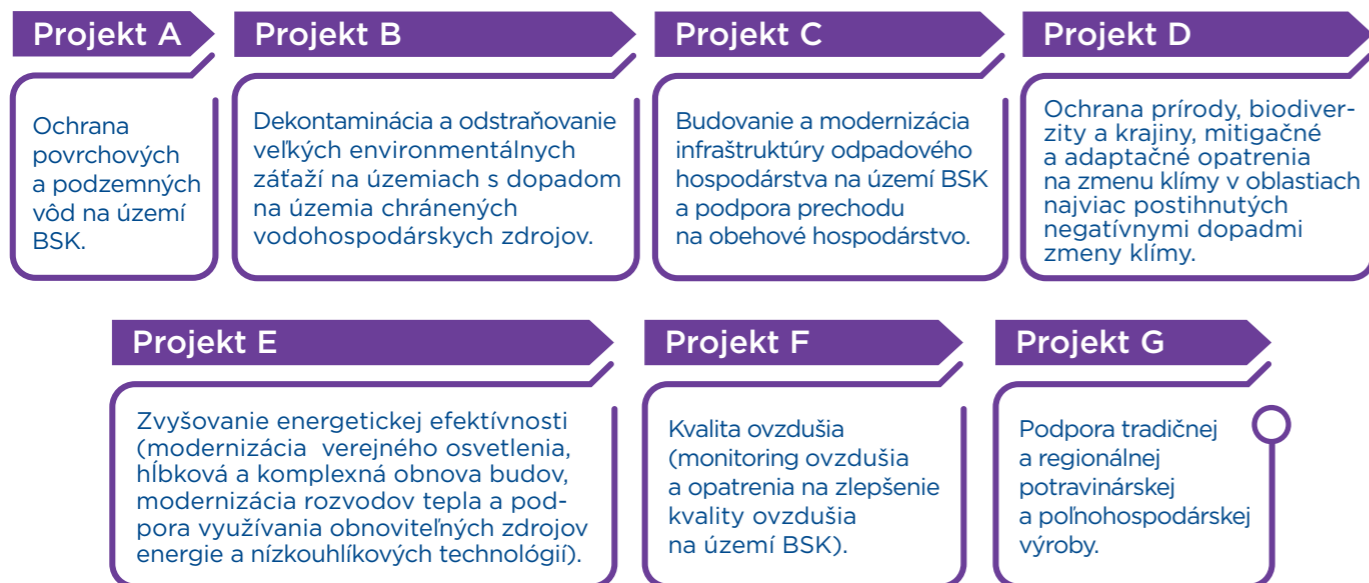 Projekt A
Ochrana
povrchových
a podzemných
vôd na území
BSK.
Projekt B
Dekontaminácia a odstraňovanie
veľkých environmentálnych
záťaží na územiach s dopadom
na územia chránených
vodohospodárskych zdrojov.
Projekt C
Budovanie a modernizácia
infraštruktúry odpadového
hospodárstva na území BSK
a podpora prechodu
na obehové hospodárstvo.
Projekt D
Ochrana prírody, biodiver-
zity a krajiny, mitigačné
a adaptačné opatrenia
na zmenu klímy v oblastiach
najviac postihnutých
negatívnymi dopadmi
zmeny klímy.
Projekt E
Zvyšovanie energetickej efektívnosti
(modernizácia verejného osvetlenia,
hĺbková a komplexná obnova budov,
modernizácia rozvodov tepla a pod-
pora využívania obnoviteľných zdrojov
energie a nízkouhlíkových technológií).
Projekt F
Kvalita ovzdušia
(monitoring ovzdušia
a opatrenia na zlepšenie
kvality ovzdušia
na území BSK).
Projekt G
Podpora tradičnej
a regionálnej
potravinárskej
a poľnohospodárskej
výroby.